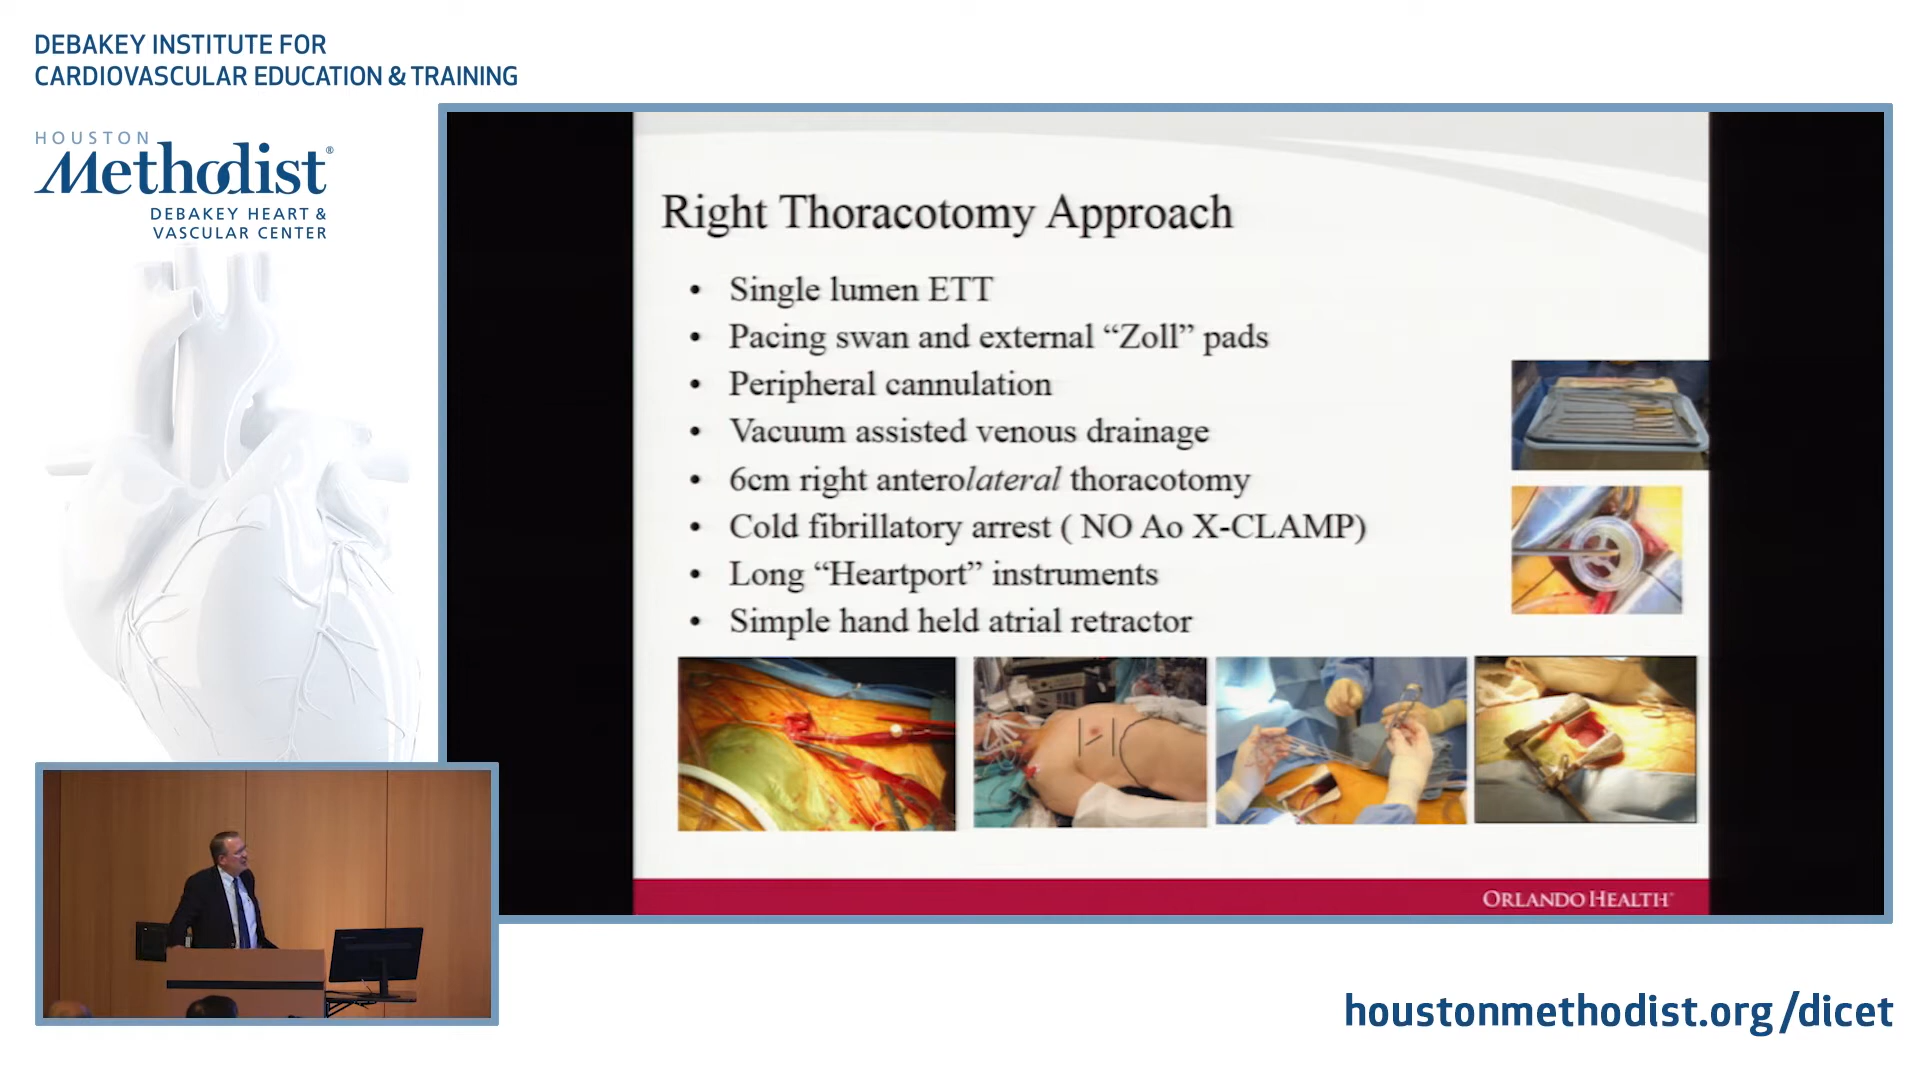 DEBAKEY INSTITUTE FOR
CARDIOVASCULAR EDUCATION & TRAINING
HOUSTON
Methodist®
DEBAKEY HEART &
VASCULAR CENTER
Right Thoracotomy Approach
• Single lumen ETT
• Pacing swan and external “Zoll” pads
• Peripheral cannulation
• Vacuum assisted venous drainage
• 6cm right anterolateral thoracotomy
• Cold fibrillatory arrest ( NO Ao X-CLAMP)
• Long “Heartport” instruments
• Simple hand held atrial retractor
ORLANDO HEALTH®
houstonmethodist.org/dicet